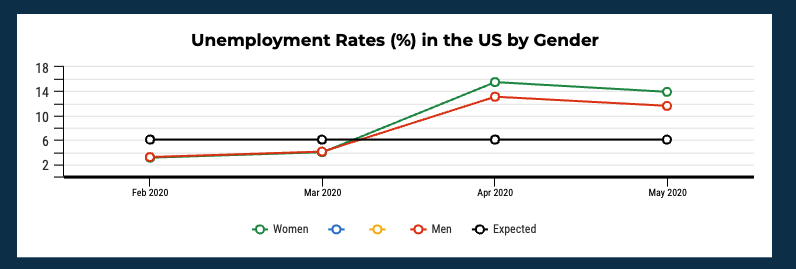 Unemployment Rates (%) in the US by Gender
18
14
10
6
2
Feb 2020 Mar 2020 Apr 2020 May 2020
Women Men Expected